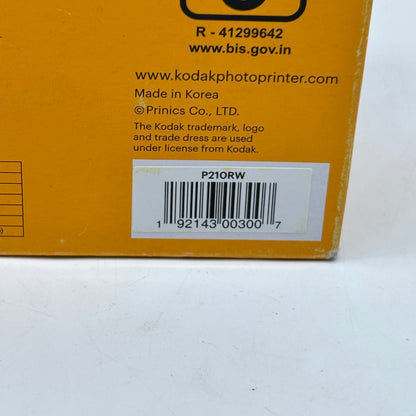 R - 41299642
www.bis.gov.in
www.kodakphotoprinter.com
Made in Korea
©Prinics Co., LTD.
The Kodak trademark, logo
and trade dress are used
under license from Kodak.
P210RW
1 92143 00300 7